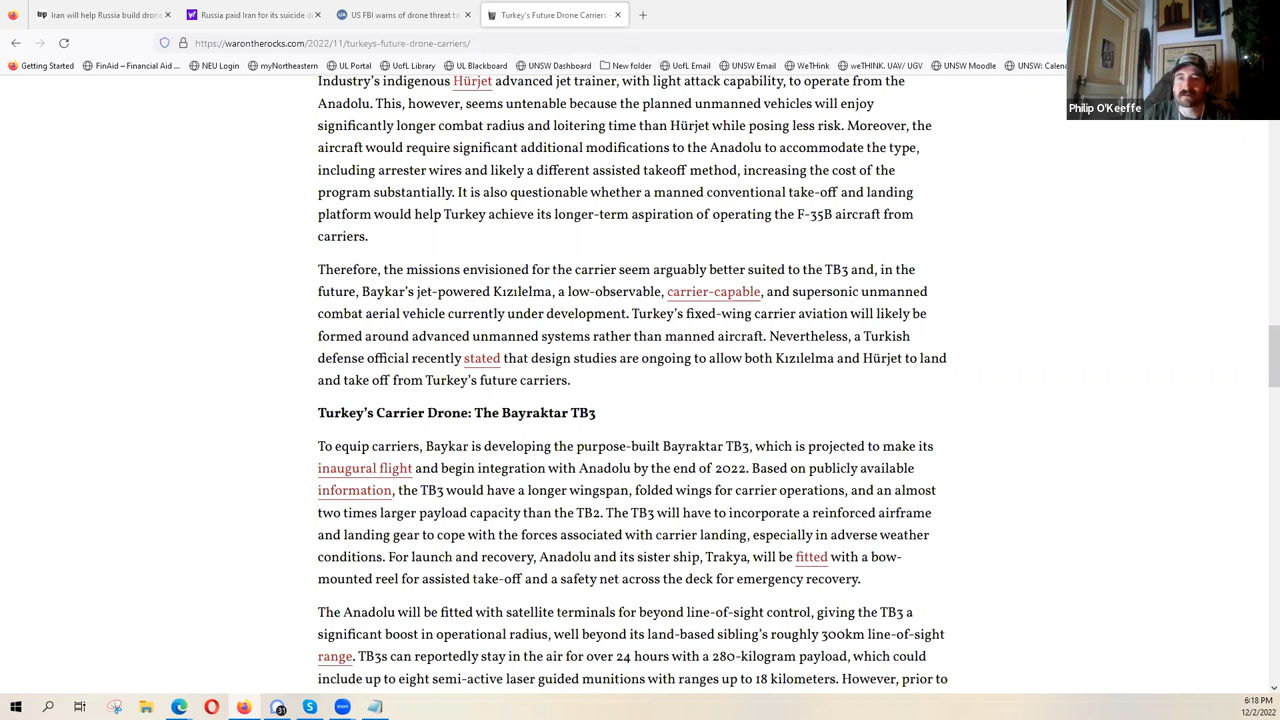 Iran will help Russia build drone
Russia paid Iran for its suicide d
US FBI warns of drone threat ta
Turkey's Future Drone Carriers -
https://warontherocks.com/2022/11/turkeys-future-drone-carriers/
Getting Started
FinAid – Financial Aid ...
NEU Login
myNortheastern
UL Portal
UofL Library
UL Blackboard
UNSW Dashboard
New folder
UofL Email
UNSW Email
WeThink
weTHINK. UAV/ UGV
UNSW Moodle
UNSW: Calend
Philip O'Keeffe
Industry's indigenous Hürjet advanced jet trainer, with light attack capability, to operate from the
Anadolu. This, however, seems untenable because the planned unmanned vehicles will enjoy
significantly longer combat radius and loitering time than Hürjet while posing less risk. Moreover, the
aircraft would require significant additional modifications to the Anadolu to accommodate the type,
including arrester wires and likely a different assisted takeoff method, increasing the cost of the
program substantially. It is also questionable whether a manned conventional take-off and landing
platform would help Turkey achieve its longer-term aspiration of operating the F-35B aircraft from
carriers.
Therefore, the missions envisioned for the carrier seem arguably better suited to the TB3 and, in the
future, Baykar's jet-powered Kızılelma, a low-observable, carrier-capable, and supersonic unmanned
combat aerial vehicle currently under development. Turkey's fixed-wing carrier aviation will likely be
formed around advanced unmanned systems rather than manned aircraft. Nevertheless, a Turkish
defense official recently stated that design studies are ongoing to allow both Kızılelma and Hürjet to land
and take off from Turkey's future carriers.
Turkey's Carrier Drone: The Bayraktar TB3
To equip carriers, Baykar is developing the purpose-built Bayraktar TB3, which is projected to make its
inaugural flight and begin integration with Anadolu by the end of 2022. Based on publicly available
information, the TB3 would have a longer wingspan, folded wings for carrier operations, and an almost
two times larger payload capacity than the TB2. The TB3 will have to incorporate a reinforced airframe
and landing gear to cope with the forces associated with carrier landing, especially in adverse weather
conditions. For launch and recovery, Anadolu and its sister ship, Trakya, will be fitted with a bow-
mounted reel for assisted take-off and a safety net across the deck for emergency recovery.
The Anadolu will be fitted with satellite terminals for beyond line-of-sight control, giving the TB3 a
significant boost in operational radius, well beyond its land-based sibling's roughly 300km line-of-sight
range. TB3s can reportedly stay in the air for over 24 hours with a 280-kilogram payload, which could
include up to eight semi-active laser guided munitions with ranges up to 18 kilometers. However, prior to
6:18 PM
12/2/2022